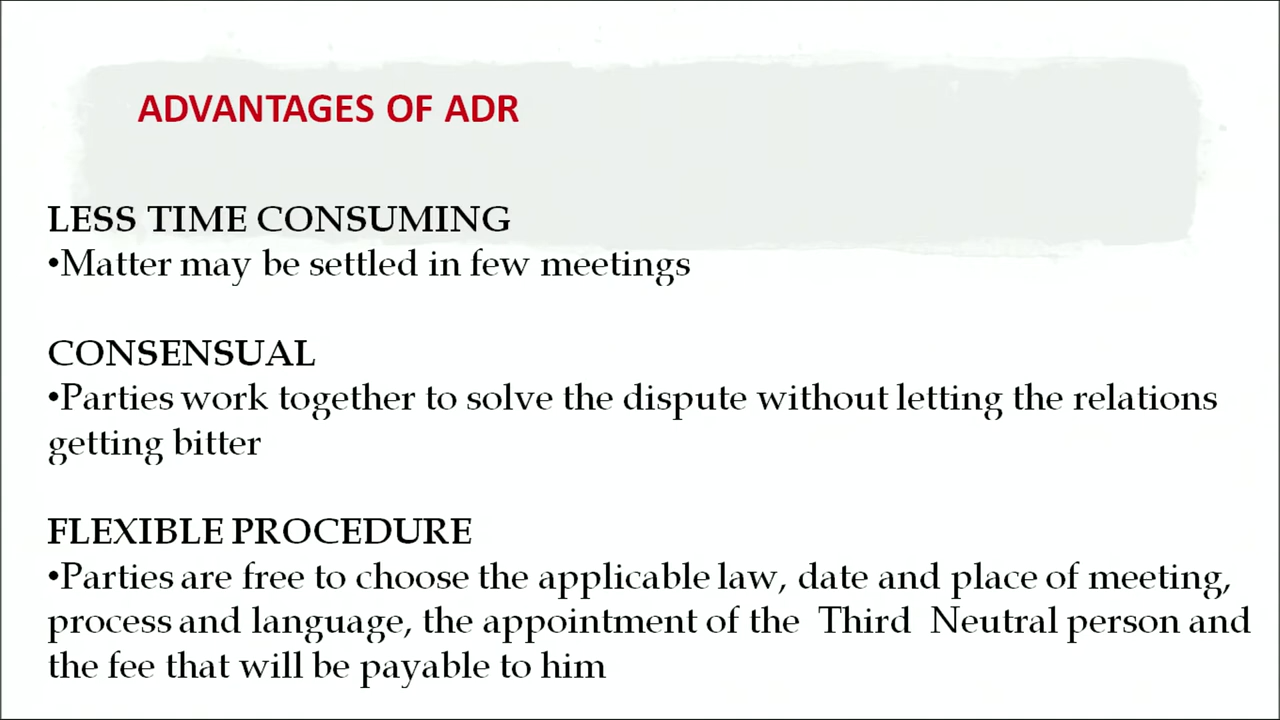 ADVANTAGES OF ADR
LESS TIME CONSUMING
•Matter may be settled in few meetings
CONSENSUAL
•Parties work together to solve the dispute without letting the relations
getting bitter
FLEXIBLE PROCEDURE
•Parties are free to choose the applicable law, date and place of meeting,
process and language, the appointment of the Third Neutral person and
the fee that will be payable to him